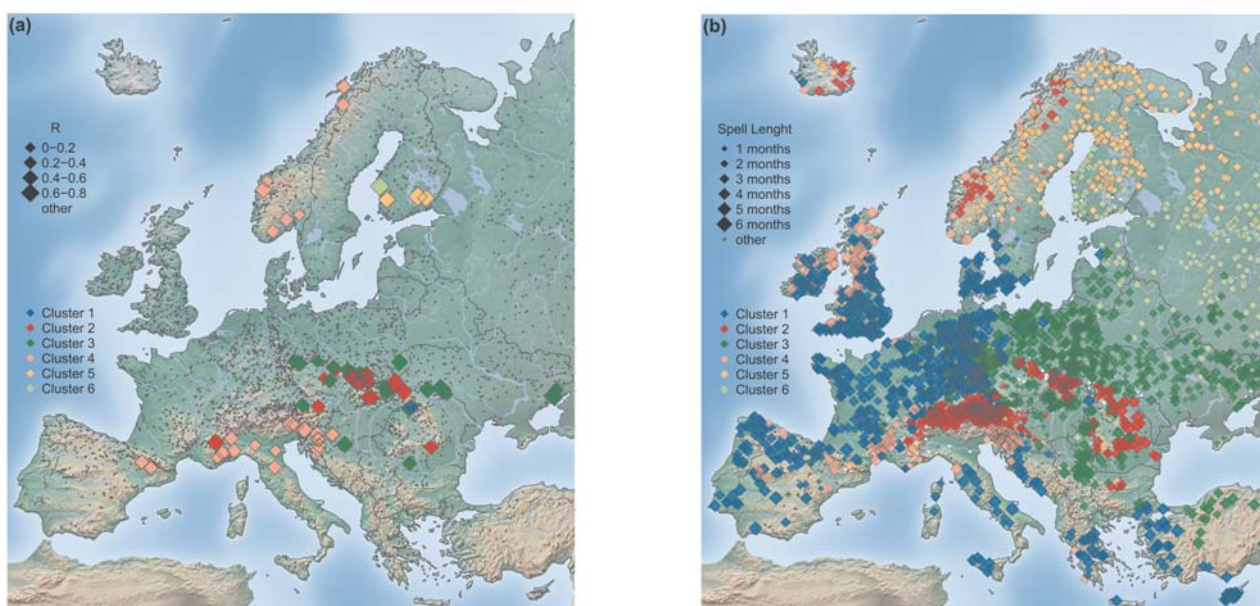 (a)
R
0−0.2
0.2−0.4
0.4−0.6
0.6−0.8
other
Cluster 1
Cluster 2
Cluster 3
Cluster 4
Cluster 5
Cluster 6
(b)
Spell Lenght
1 months
2 months
3 months
4 months
5 months
6 months
other
Cluster 1
Cluster 2
Cluster 3
Cluster 4
Cluster 5
Cluster 6